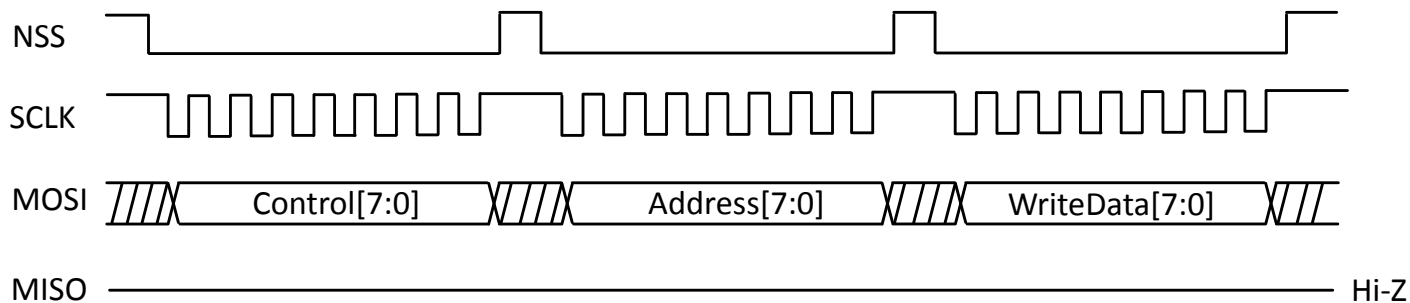 NSS
SCLK
MOSI Control[7:0] Address[7:0] WriteData[7:0]
MISO Hi-Z